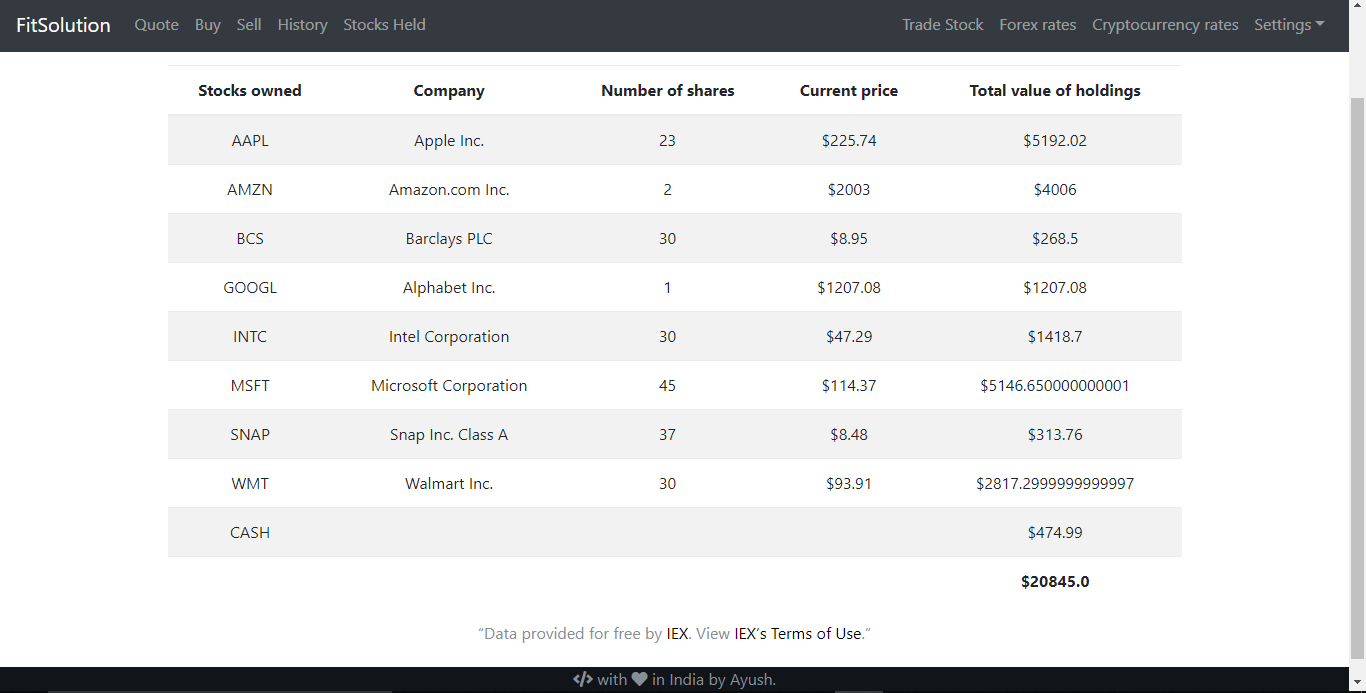 FitSolution Quote Buy Sell History Stocks Held Trade Stock Forex rates Cryptocurrency rates Settings
Stocks owned Company Number of shares Current price Total value of holdings
AAPL Apple Inc. 23 $225.74 $5192.02
AMZN Amazon.com Inc. 2 $2003 $4006
BCS Barclays PLC 30 $8.95 $268.5
GOOGL Alphabet Inc. 1 $1207.08 $1207.08
INTC Intel Corporation 30 $47.29 $1418.7
MSFT Microsoft Corporation 45 $114.37 $5146.650000000001
SNAP Snap Inc. Class A 37 $8.48 $313.76
WMT Walmart Inc. 30 $93.91 $2817.2999999999997
CASH $474.99
$20845.0
“Data provided for free by IEX. View IEX’s Terms of Use.”
</> with ♥ in India by Ayush.